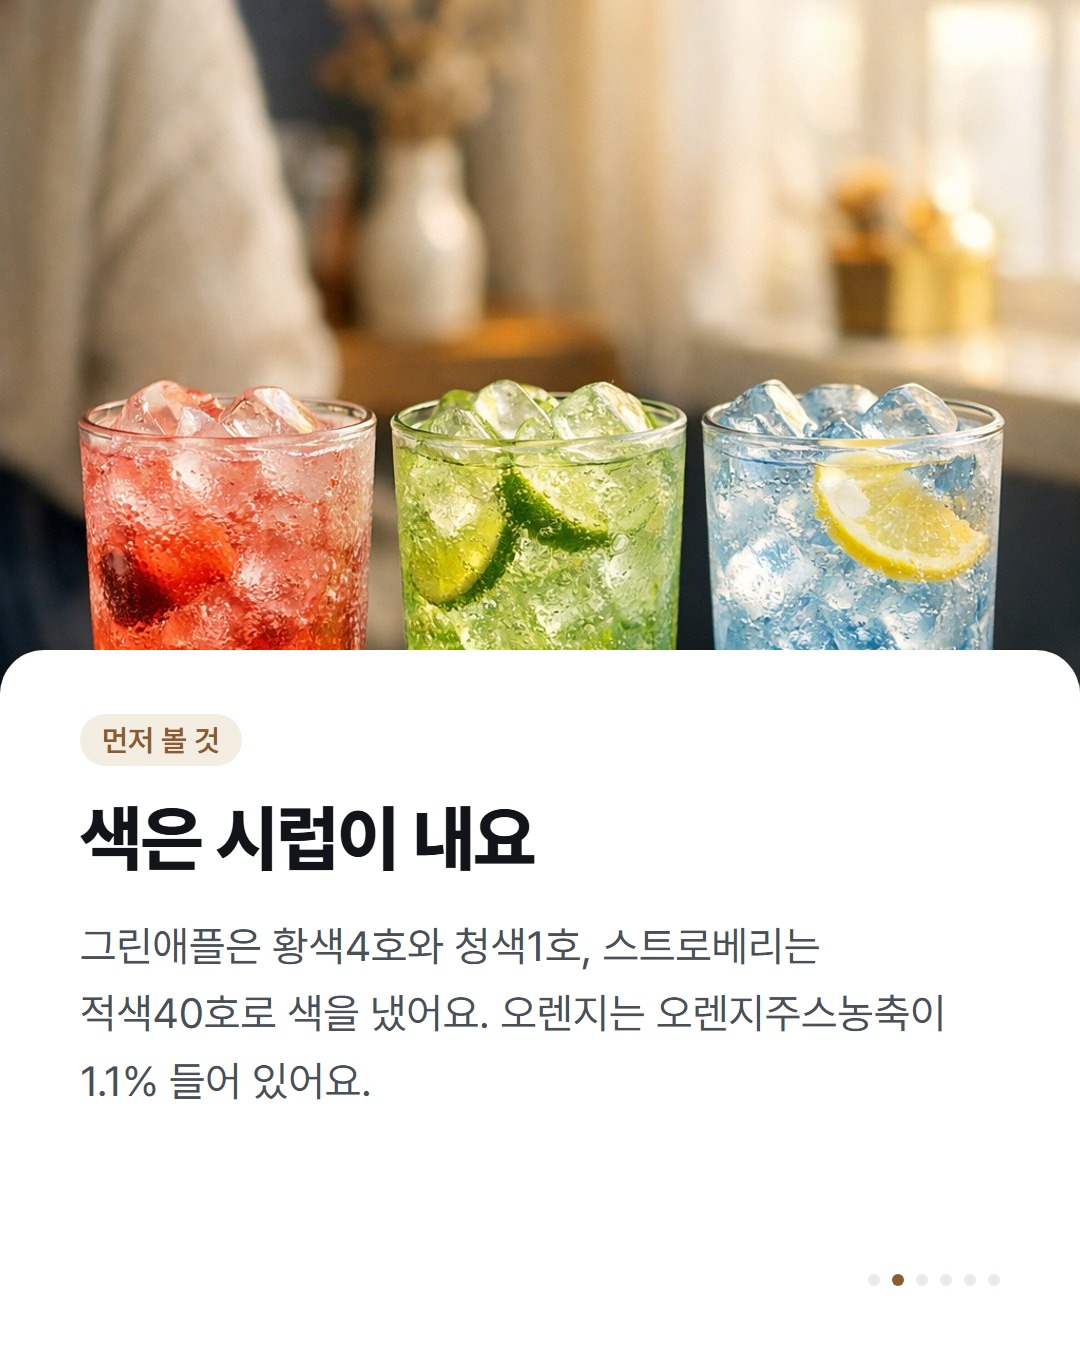 먼저 볼 것
색은 시럽이 내요
그린애플은 황색4호와 청색1호, 스트로베리는
적색40호로 색을 냈어요. 오렌지는 오렌지주스농축이
1.1% 들어 있어요.